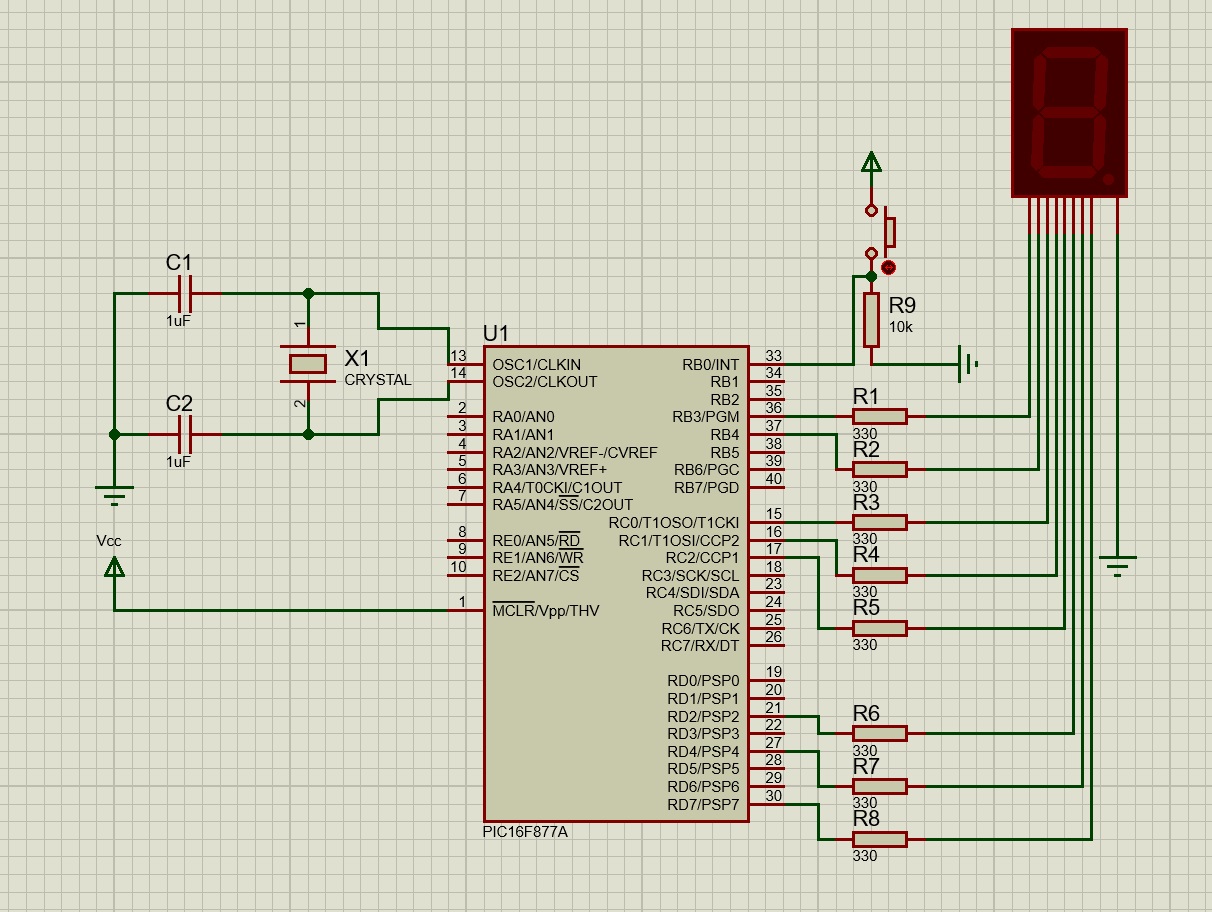 C1
1uF
1
X1
CRYSTAL
2
C2
1uF
Vcc
U1
13 OSC1/CLKIN
14 OSC2/CLKOUT
2 RA0/AN0
3 RA1/AN1
4 RA2/AN2/VREF-/CVREF
5 RA3/AN3/VREF+
6 RA4/T0CKI/C1OUT
7 RA5/AN4/SS/C2OUT
8 RE0/AN5/RD
9 RE1/AN6/WR
10 RE2/AN7/CS
1 MCLR/Vpp/THV
RB0/INT 33
RB1 34
RB2 35
RB3/PGM 36
RB4 37
RB5 38
RB6/PGC 39
RB7/PGD 40
RC0/T1OSO/T1CKI 15
RC1/T1OSI/CCP2 16
RC2/CCP1 17
RC3/SCK/SCL 18
RC4/SDI/SDA 23
RC5/SDO 24
RC6/TX/CK 25
RC7/RX/DT 26
RD0/PSP0 19
RD1/PSP1 20
RD2/PSP2 21
RD3/PSP3 22
RD4/PSP4 27
RD5/PSP5 28
RD6/PSP6 29
RD7/PSP7 30
PIC16F877A
R9
10k
R1
330
R2
330
R3
330
R4
330
R5
330
R6
330
R7
330
R8
330